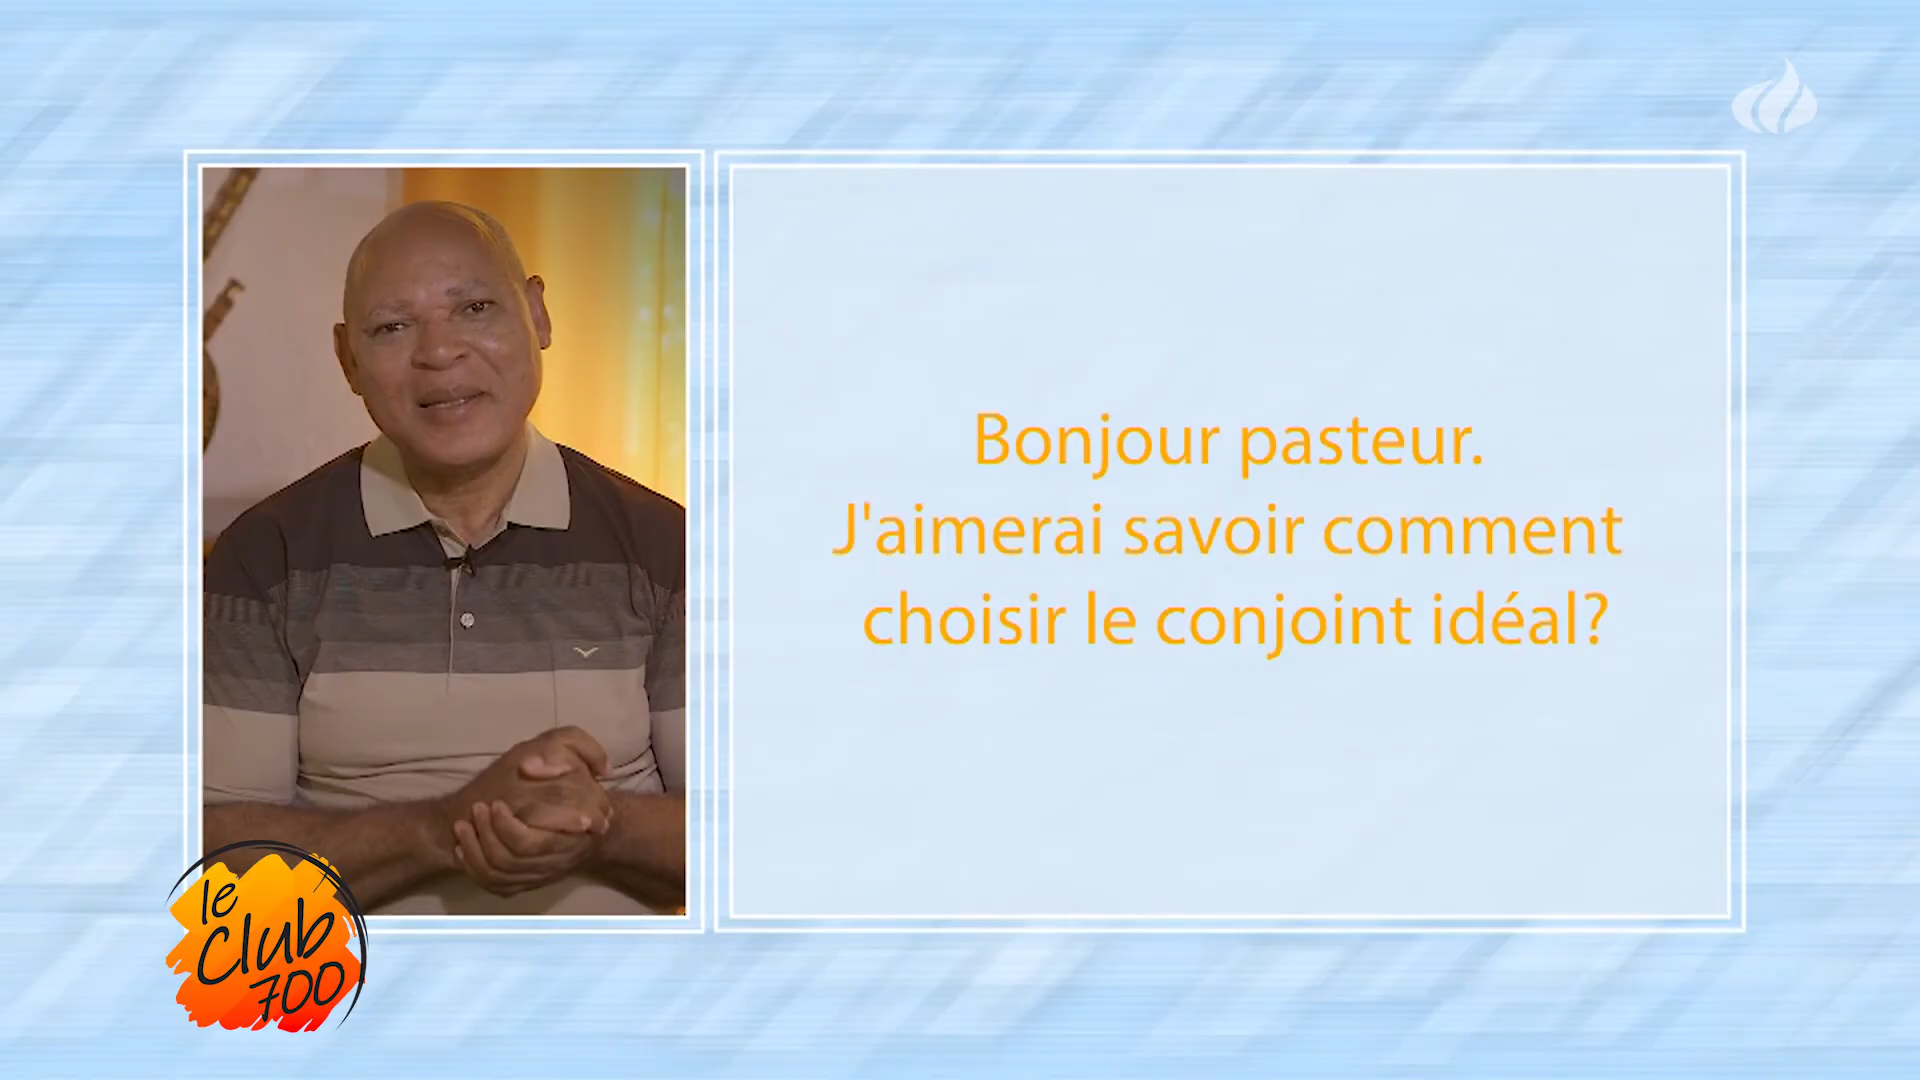 Bonjour pasteur.
J'aimerai savoir comment
choisir le conjoint idéal?
le
Club
700